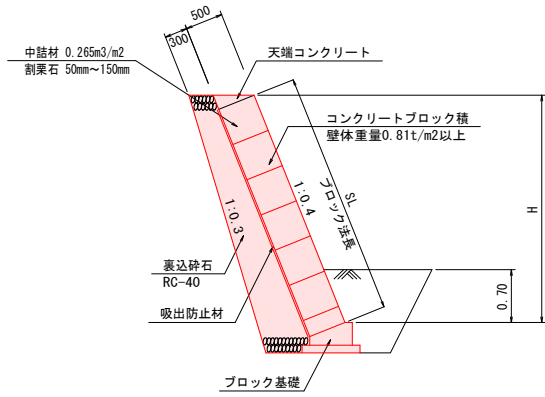 500
300
中詰材 0.265m3/m2
割栗石 50mm～150mm
天端コンクリート
コンクリートブロック積
壁体重量0.81t/m2以上
1:0.3
1:0.4
SL
ブロック法長
H
裏込砕石
RC-40
吸出防止材
0.70
ブロック基礎